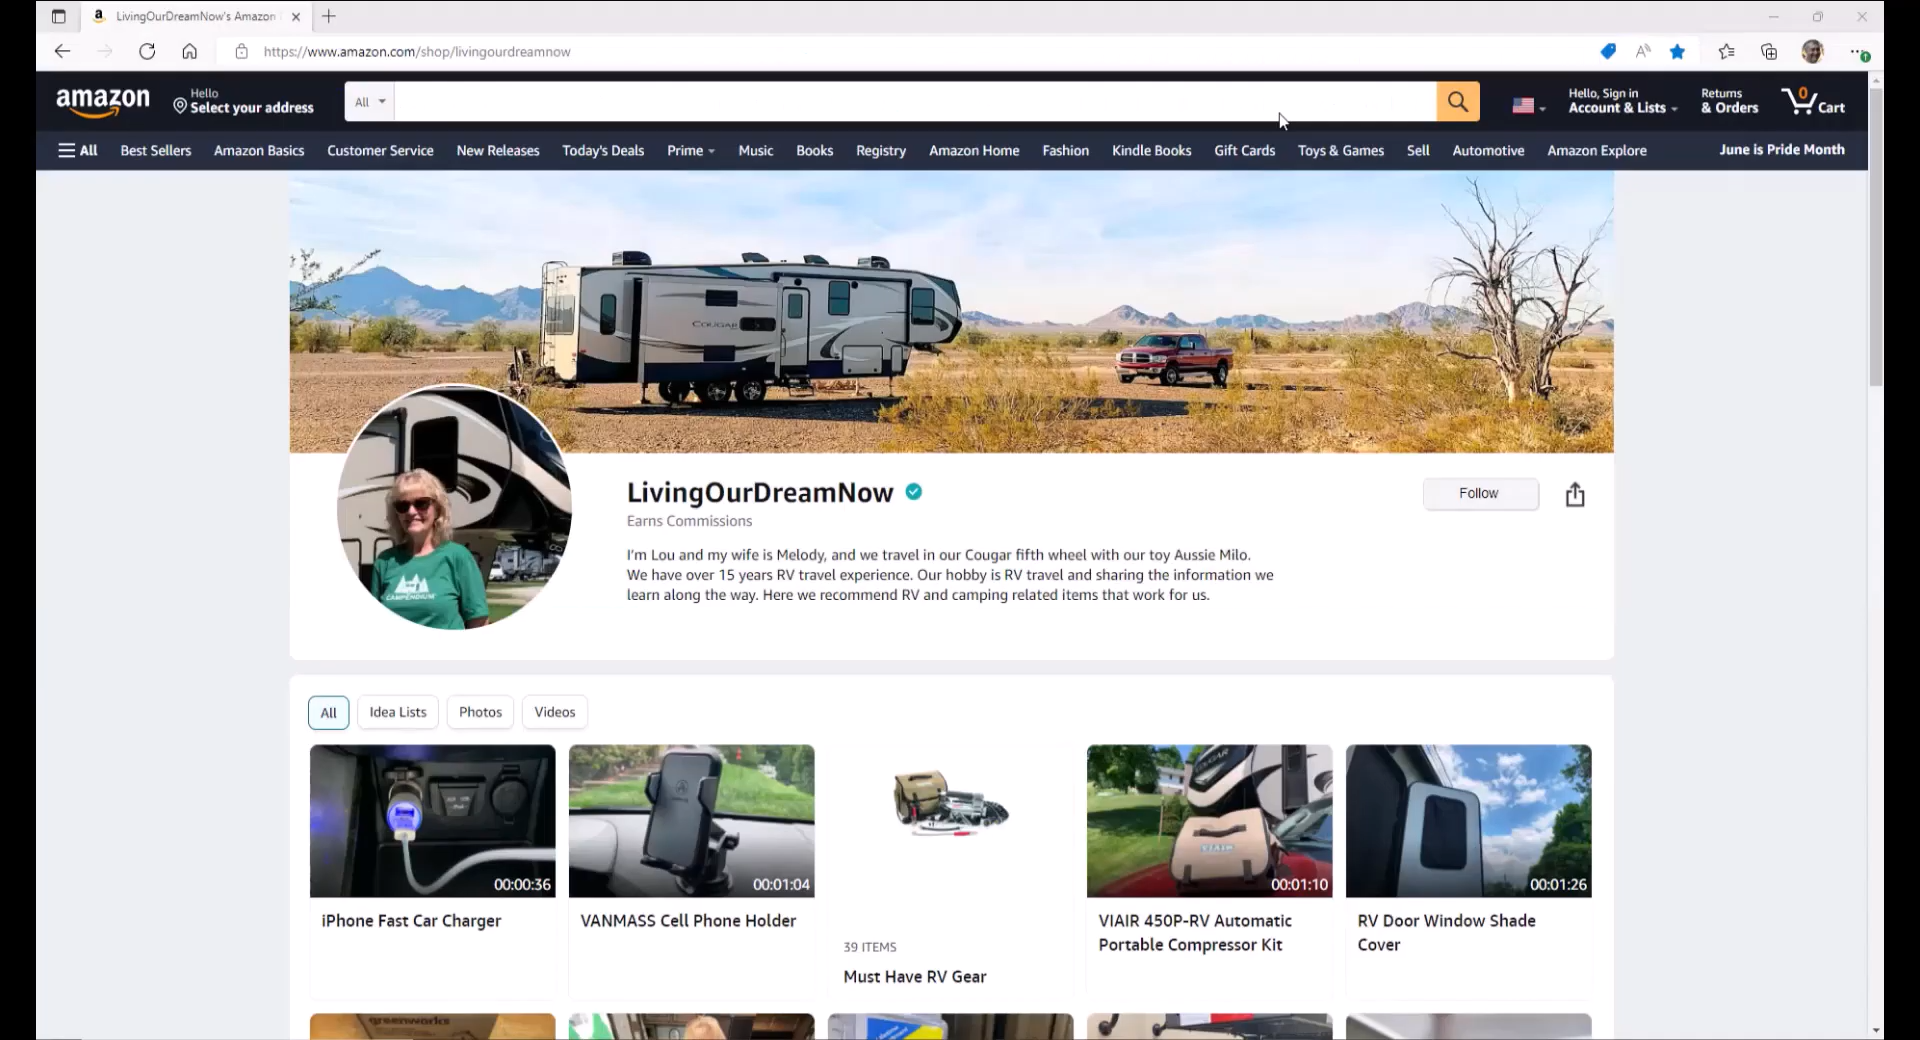 LivingOurDreamNow's Amazon
https://www.amazon.com/shop/livingourdreamnow
amazon
Hello
Select your address
All
Hello, Sign in
Account & Lists
Returns
& Orders
0
Cart
All
Best Sellers
Amazon Basics
Customer Service
New Releases
Today's Deals
Prime
Music
Books
Registry
Amazon Home
Fashion
Kindle Books
Gift Cards
Toys & Games
Sell
Automotive
Amazon Explore
June is Pride Month
COUGAR
CAMPENDIUM
LivingOurDreamNow
Earns Commissions
I'm Lou and my wife is Melody, and we travel in our Cougar fifth wheel with our toy Aussie Milo.
We have over 15 years RV travel experience. Our hobby is RV travel and sharing the information we
learn along the way. Here we recommend RV and camping related items that work for us.
Follow
All
Idea Lists
Photos
Videos
00:00:36
iPhone Fast Car Charger
00:01:04
VANMASS Cell Phone Holder
39 ITEMS
Must Have RV Gear
COUGAR
VIAIR
00:01:10
VIAIR 450P-RV Automatic
Portable Compressor Kit
00:01:26
RV Door Window Shade
Cover
greenworks